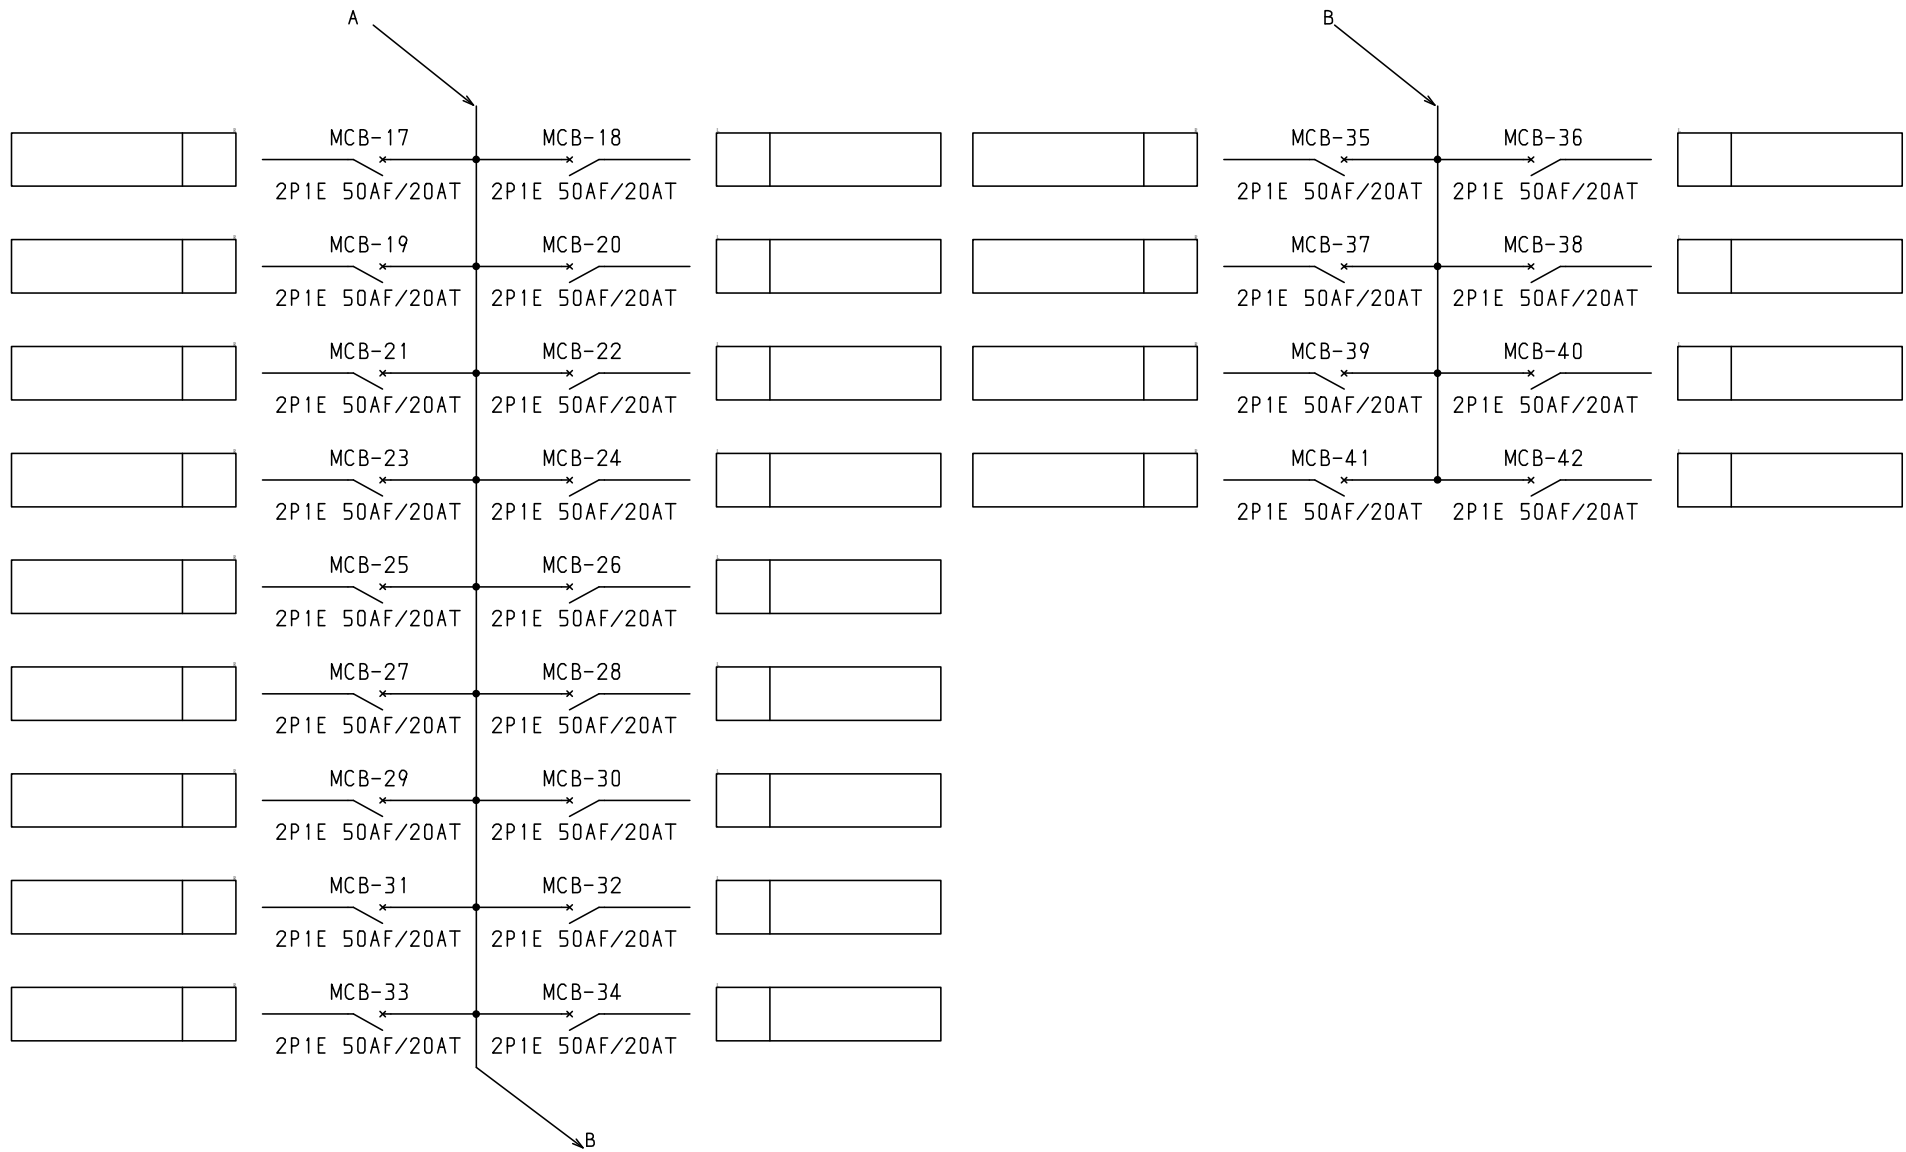 A
MCB-17 MCB-18
2P1E 50AF/20AT 2P1E 50AF/20AT
MCB-19 MCB-20
2P1E 50AF/20AT 2P1E 50AF/20AT
MCB-21 MCB-22
2P1E 50AF/20AT 2P1E 50AF/20AT
MCB-23 MCB-24
2P1E 50AF/20AT 2P1E 50AF/20AT
MCB-25 MCB-26
2P1E 50AF/20AT 2P1E 50AF/20AT
MCB-27 MCB-28
2P1E 50AF/20AT 2P1E 50AF/20AT
MCB-29 MCB-30
2P1E 50AF/20AT 2P1E 50AF/20AT
MCB-31 MCB-32
2P1E 50AF/20AT 2P1E 50AF/20AT
MCB-33 MCB-34
2P1E 50AF/20AT 2P1E 50AF/20AT
B
B
MCB-35 MCB-36
2P1E 50AF/20AT 2P1E 50AF/20AT
MCB-37 MCB-38
2P1E 50AF/20AT 2P1E 50AF/20AT
MCB-39 MCB-40
2P1E 50AF/20AT 2P1E 50AF/20AT
MCB-41 MCB-42
2P1E 50AF/20AT 2P1E 50AF/20AT